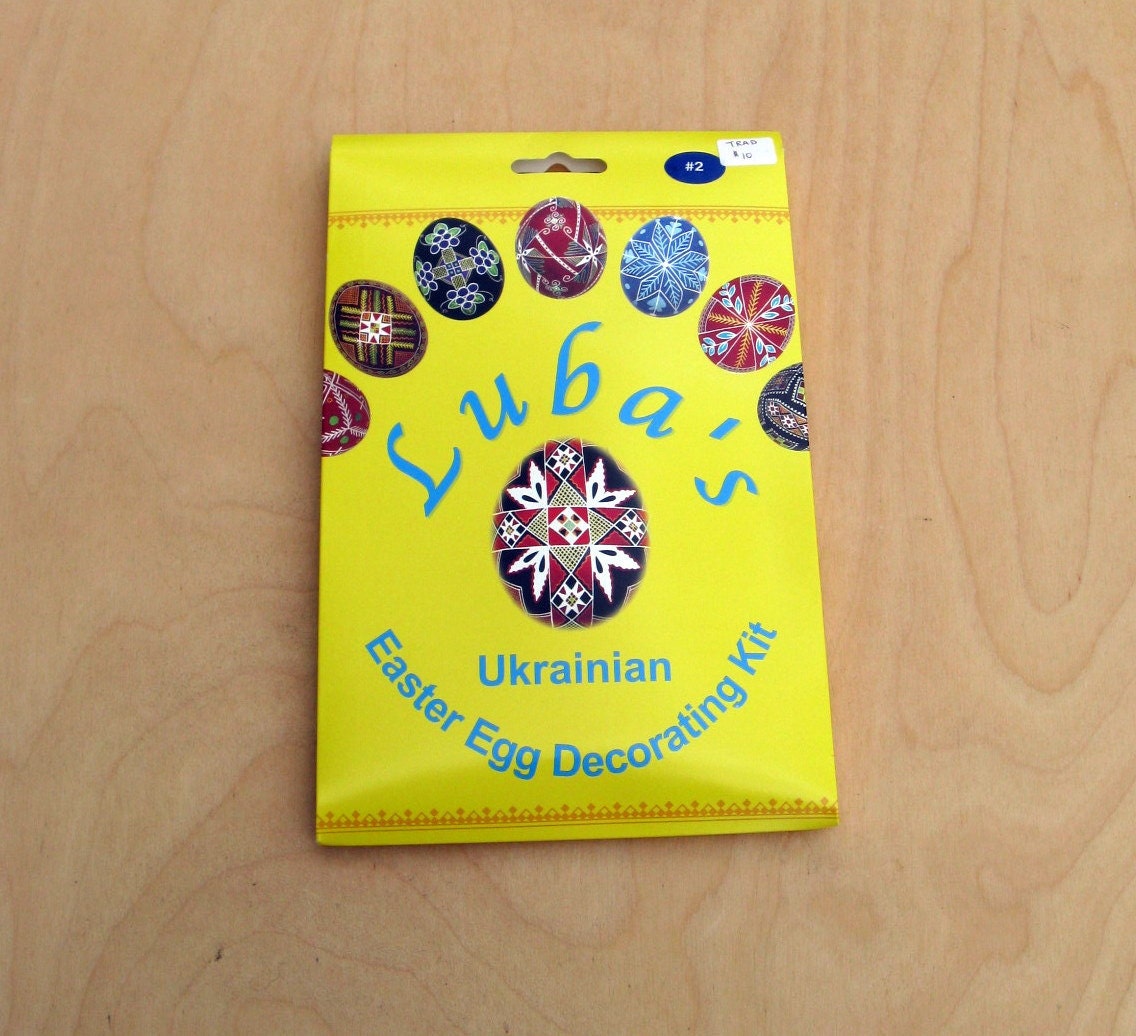 #2
TRAD
$10
Luba's
Ukrainian
Easter Egg Decorating Kit